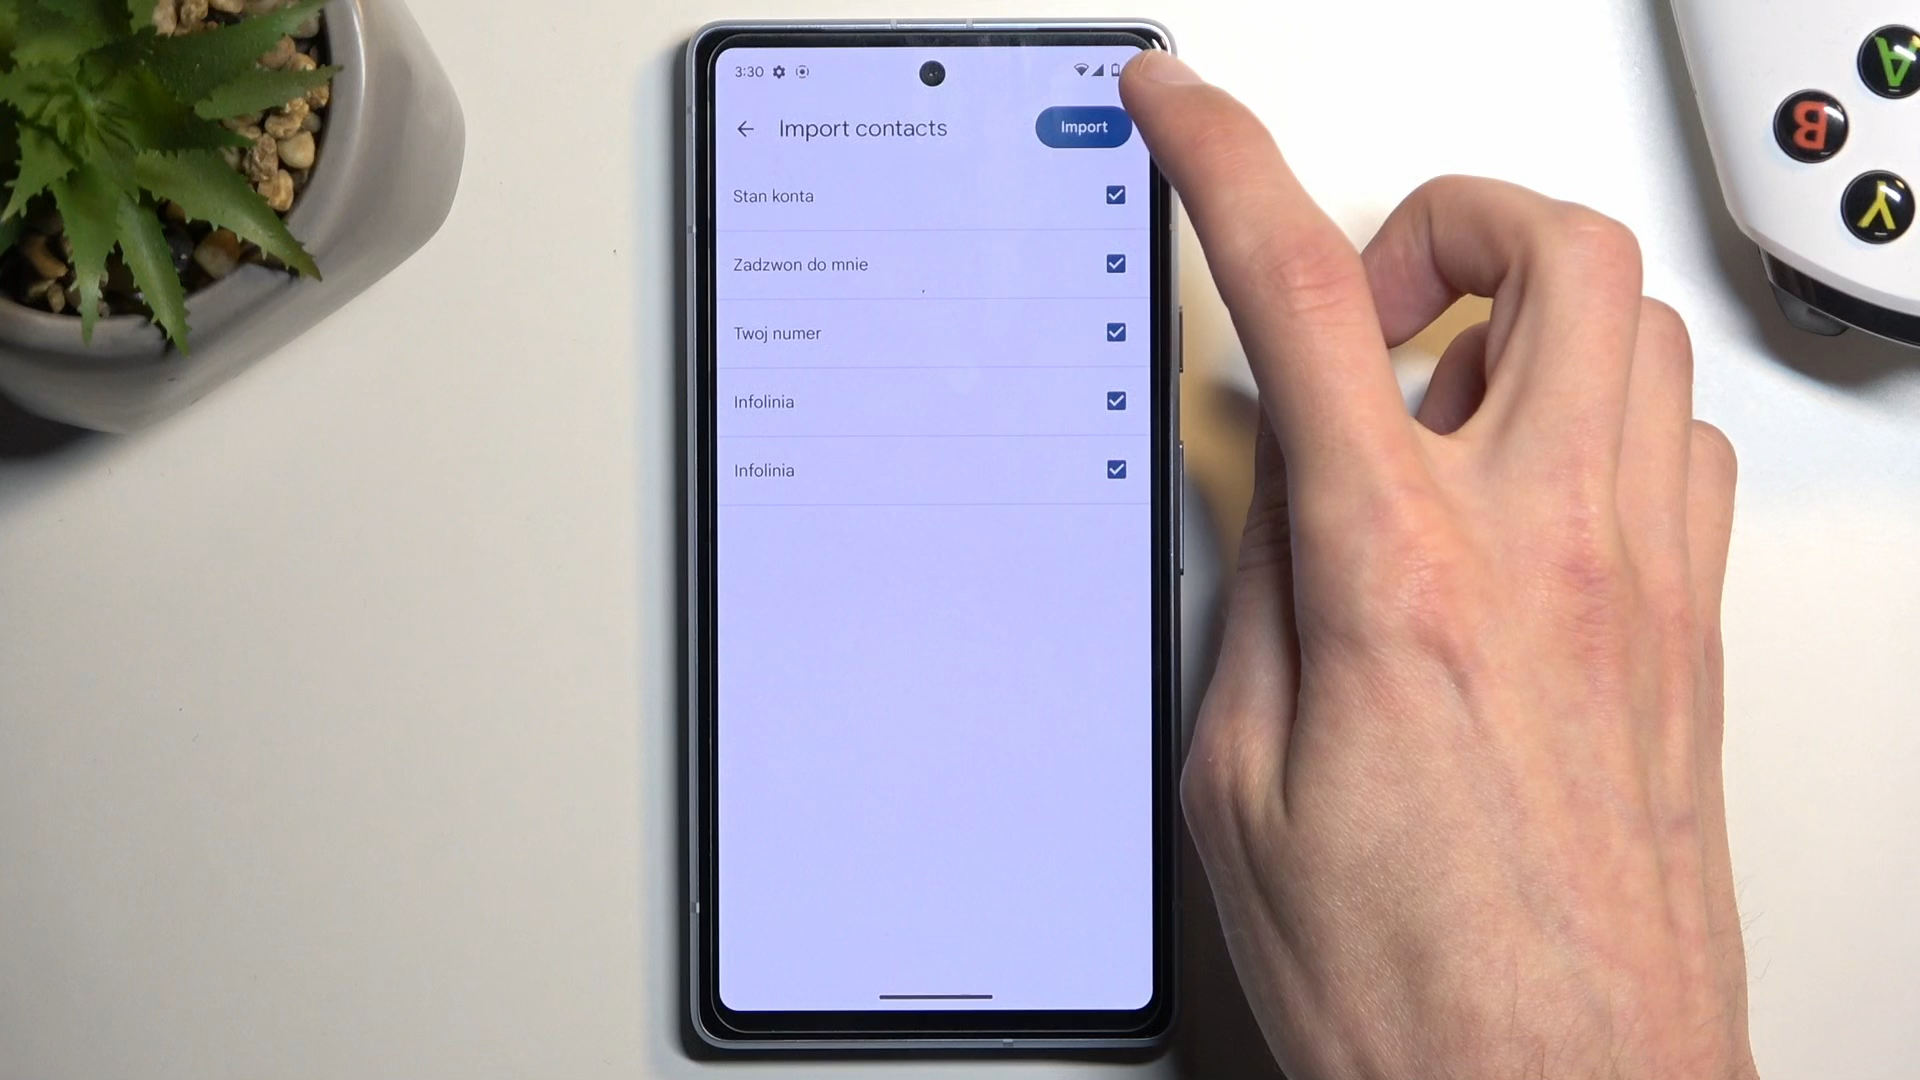 3:30
Import contacts
Import
Stan konta
Zadzwon do mnie
Twoj numer
Infolinia
Infolinia
A
B
Y